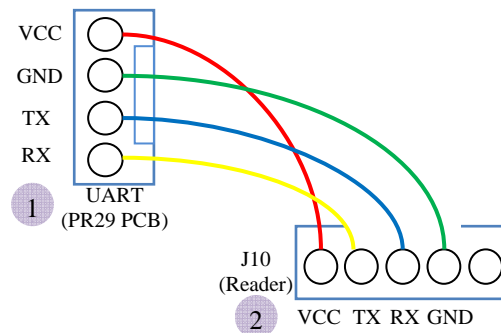 VCC
GND
TX
RX
UART
(PR29 PCB)
1
J10
(Reader)
2
VCC TX RX GND